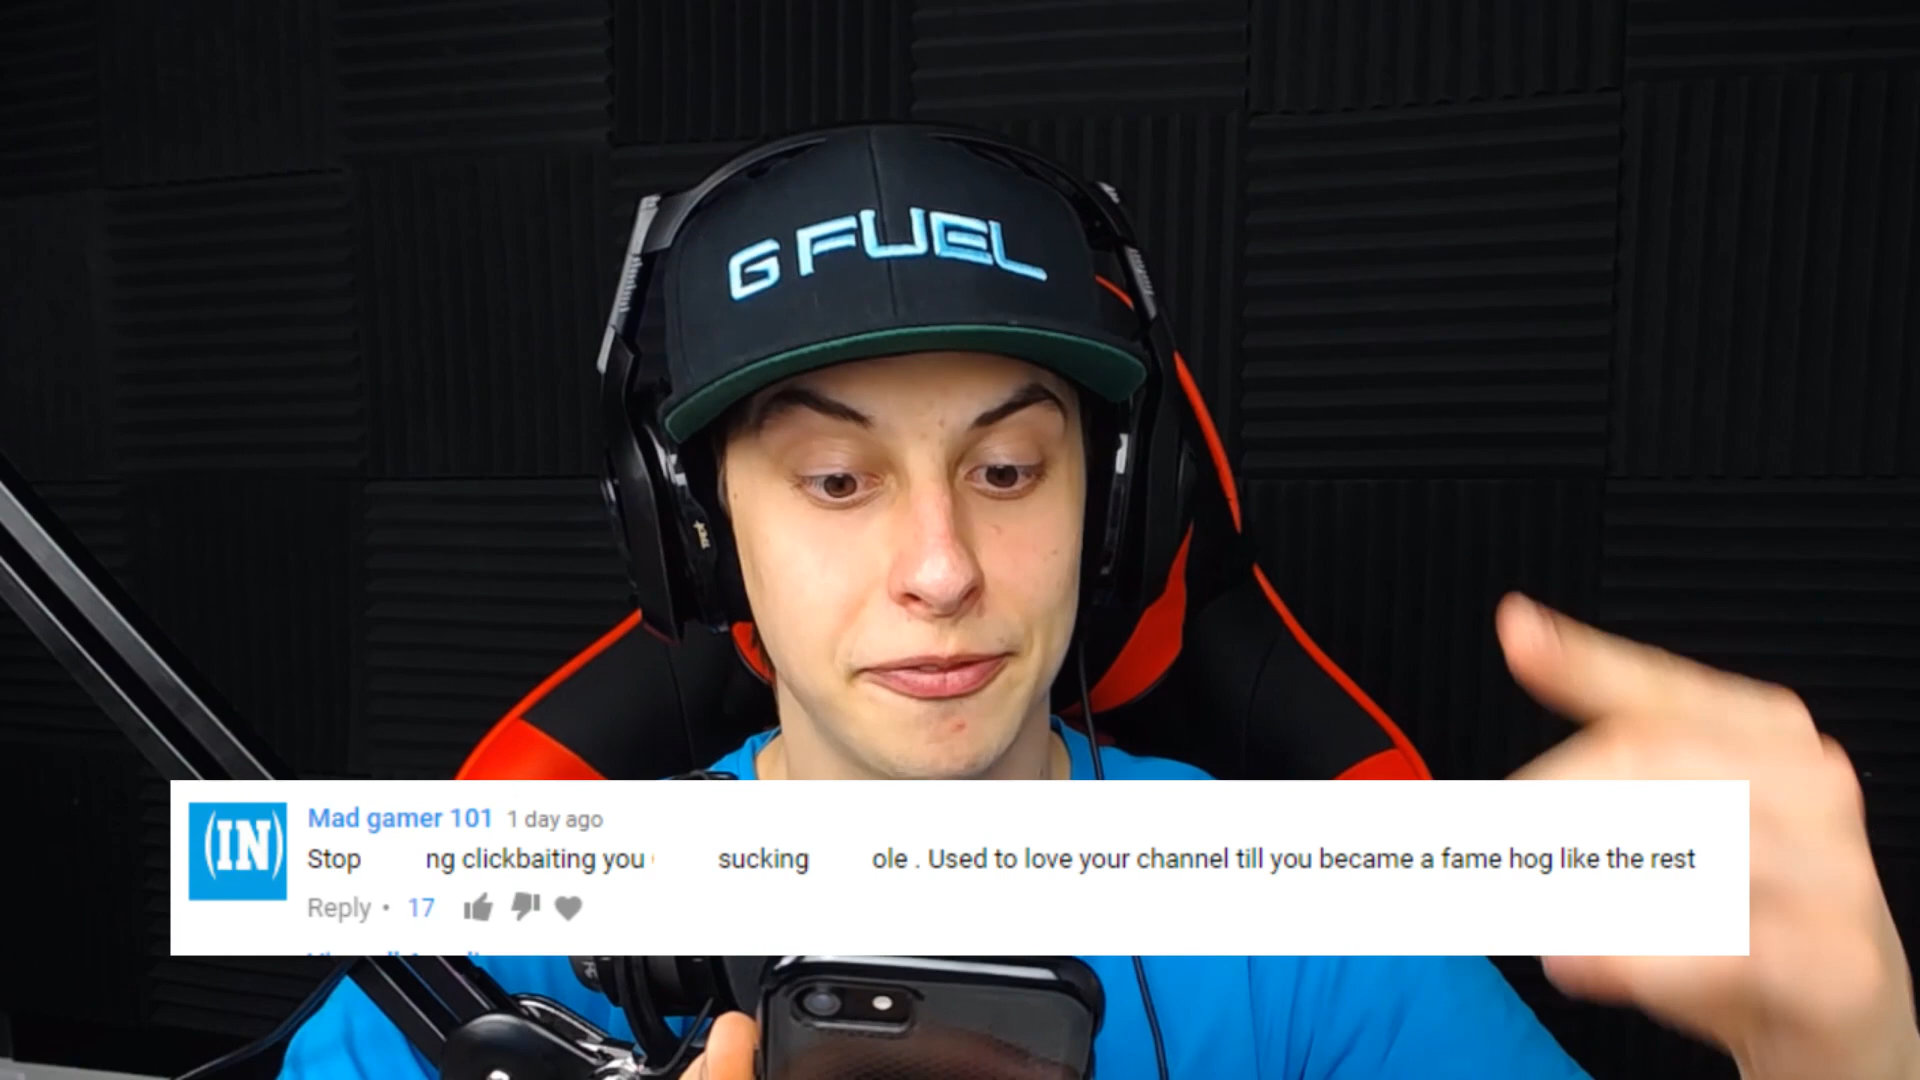 G FUEL
(IN)
Mad gamer 101 1 day ago
Stop ng clickbaiting you sucking ole . Used to love your channel till you became a fame hog like the rest
Reply • 17